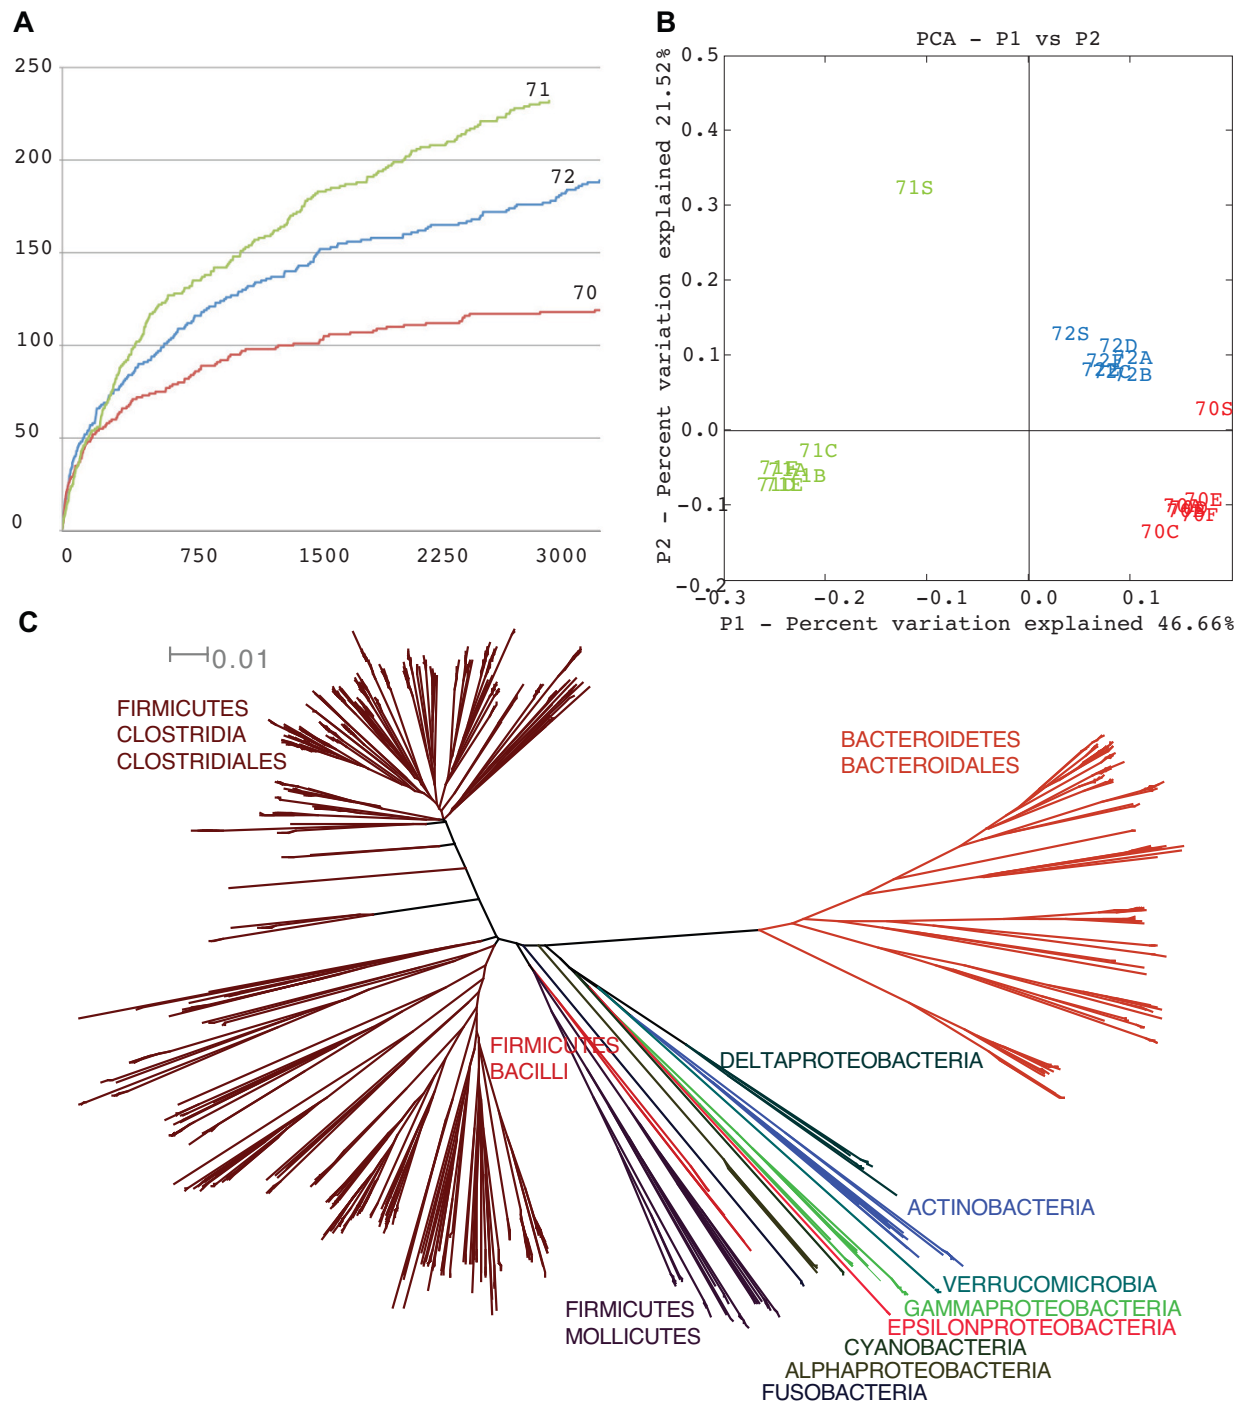 A
250
200
150
100
50
0
71
72
70
0 750 1500 2250 3000
B
PCA - P1 vs P2
P2 - Percent variation explained 21.52%
0.5
0.4
0.3
0.2
0.1
0.0
-0.1
-0.2
71S
72S
72D
72A
72B
70S
71C
71A
71B
70E
70F
70C
-0.3 -0.2 -0.1 0.0 0.1
P1 - Percent variation explained 46.66%
C
0.01
FIRMICUTES
CLOSTRIDIA
CLOSTRIDIALES
BACTEROIDETES
BACTEROIDALES
FIRMICUTES
BACILLI
DELTAPROTEOBACTERIA
ACTINOBACTERIA
VERRUCOMICROBIA
GAMMAPROTEOBACTERIA
EPSILONPROTEOBACTERIA
CYANOBACTERIA
ALPHAPROTEOBACTERIA
FUSOBACTERIA
FIRMICUTES
MOLLICUTES